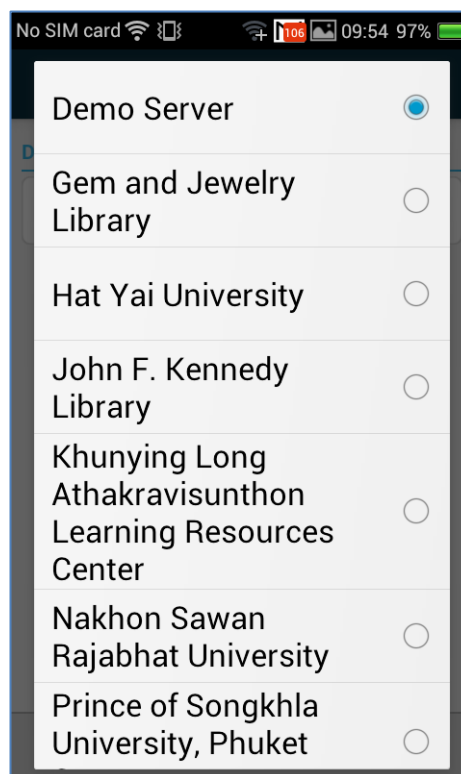 No SIM card 106 09:54 97%
Demo Server
Gem and Jewelry
Library
Hat Yai University
John F. Kennedy
Library
Khunying Long
Athakravisunthon
Learning Resources
Center
Nakhon Sawan
Rajabhat University
Prince of Songkhla
University, Phuket